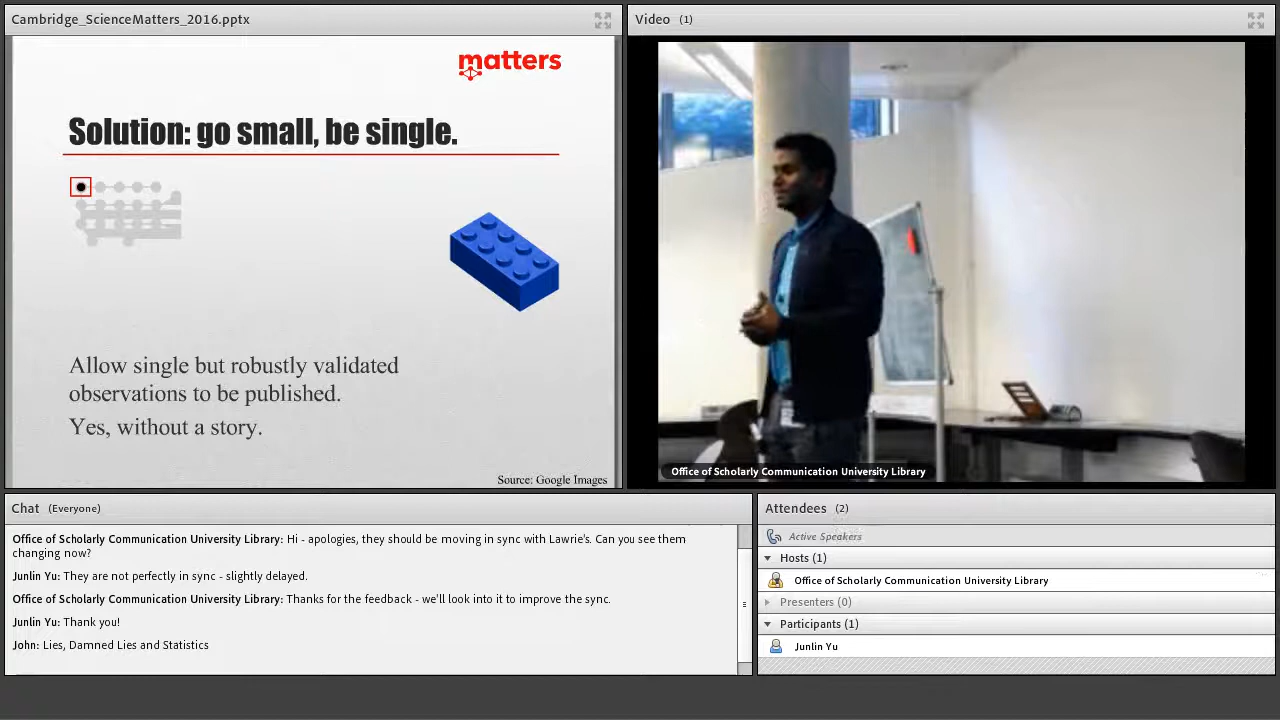 Cambridge_ScienceMatters_2016.pptx
matters
Solution: go small, be single.
Allow single but robustly validated
observations to be published.
Yes, without a story.
Source: Google Images
Video (1)
Office of Scholarly Communication University Library
Chat (Everyone)
Office of Scholarly Communication University Library: Hi - apologies, they should be moving in sync with Lawrie's. Can you see them
changing now?
Junlin Yu: They are not perfectly in sync - slightly delayed.
Office of Scholarly Communication University Library: Thanks for the feedback - we'll look into it to improve the sync.
Junlin Yu: Thank you!
John: Lies, Damned Lies and Statistics
Attendees (2)
Active Speakers
Hosts (1)
Office of Scholarly Communication University Library
Presenters (0)
Participants (1)
Junlin Yu